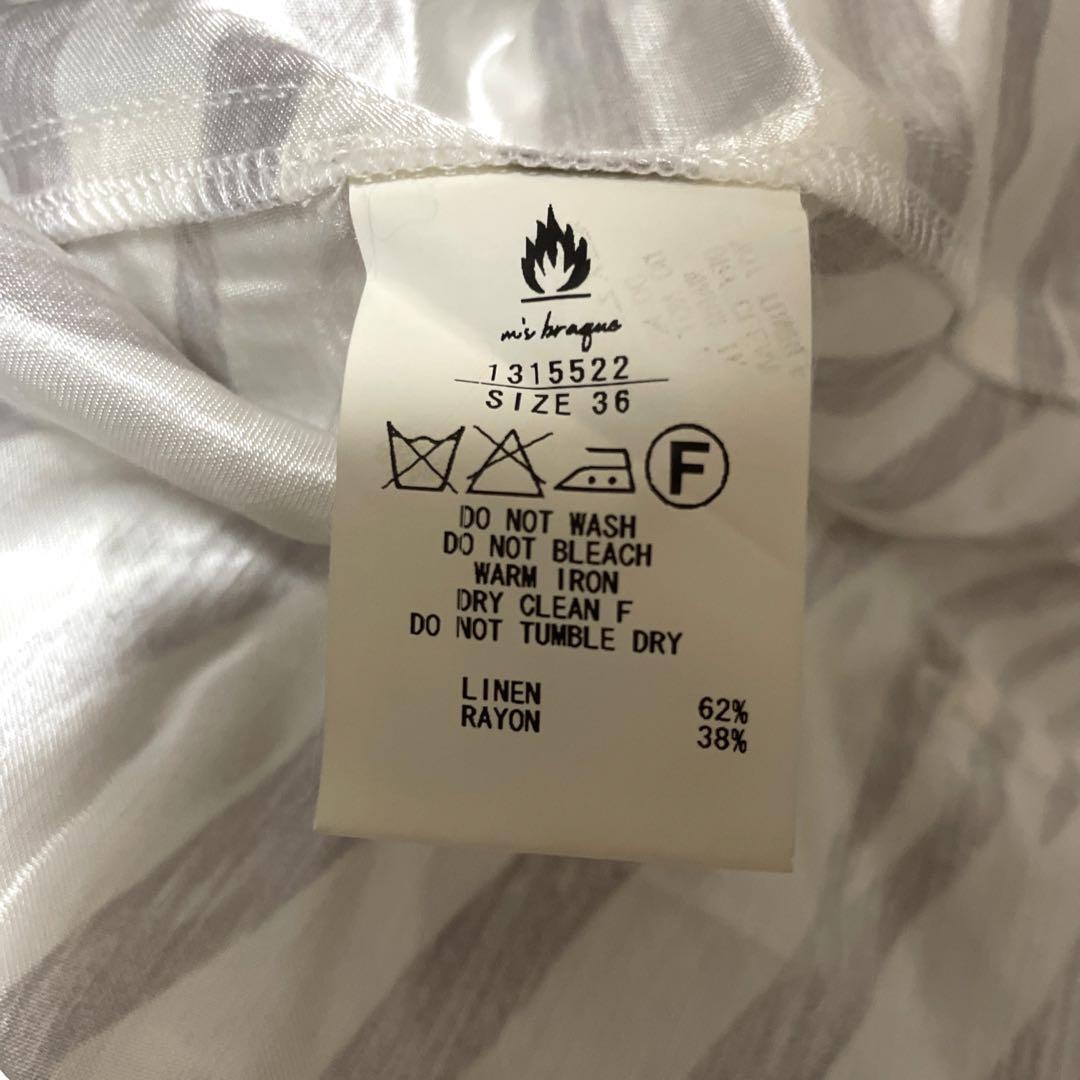 m's braque
1315522
SIZE 36
F
DO NOT WASH
DO NOT BLEACH
WARM IRON
DRY CLEAN F
DO NOT TUMBLE DRY
LINEN 62%
RAYON 38%